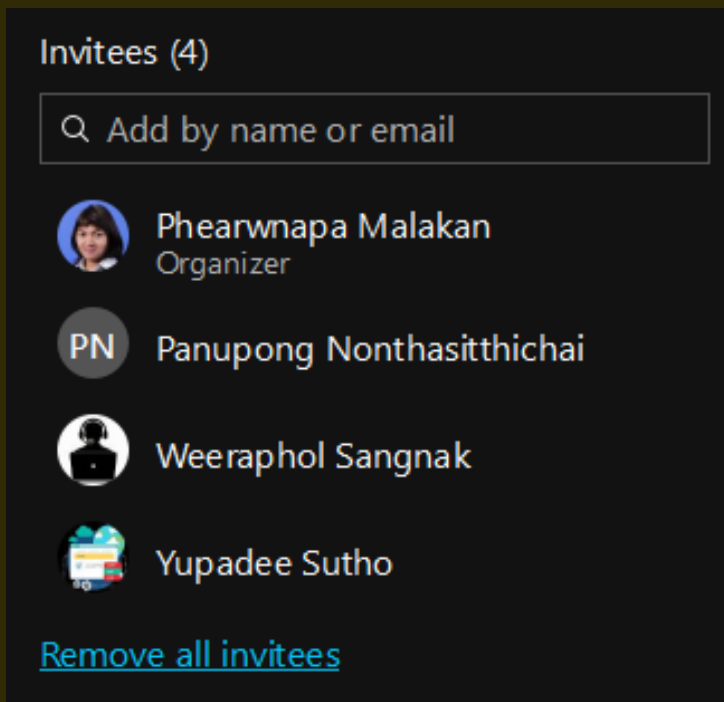 Invitees (4)
Add by name or email
Phearwnapa Malakan
Organizer
PN
Panupong Nonthasitthichai
Weeraphol Sangnak
Yupadee Sutho
Remove all invitees